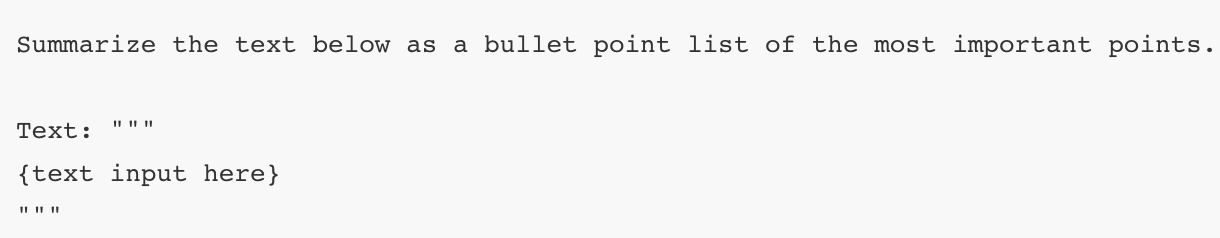 Summarize the text below as a bullet point list of the most important points.
Text: """
{text input here}
"""